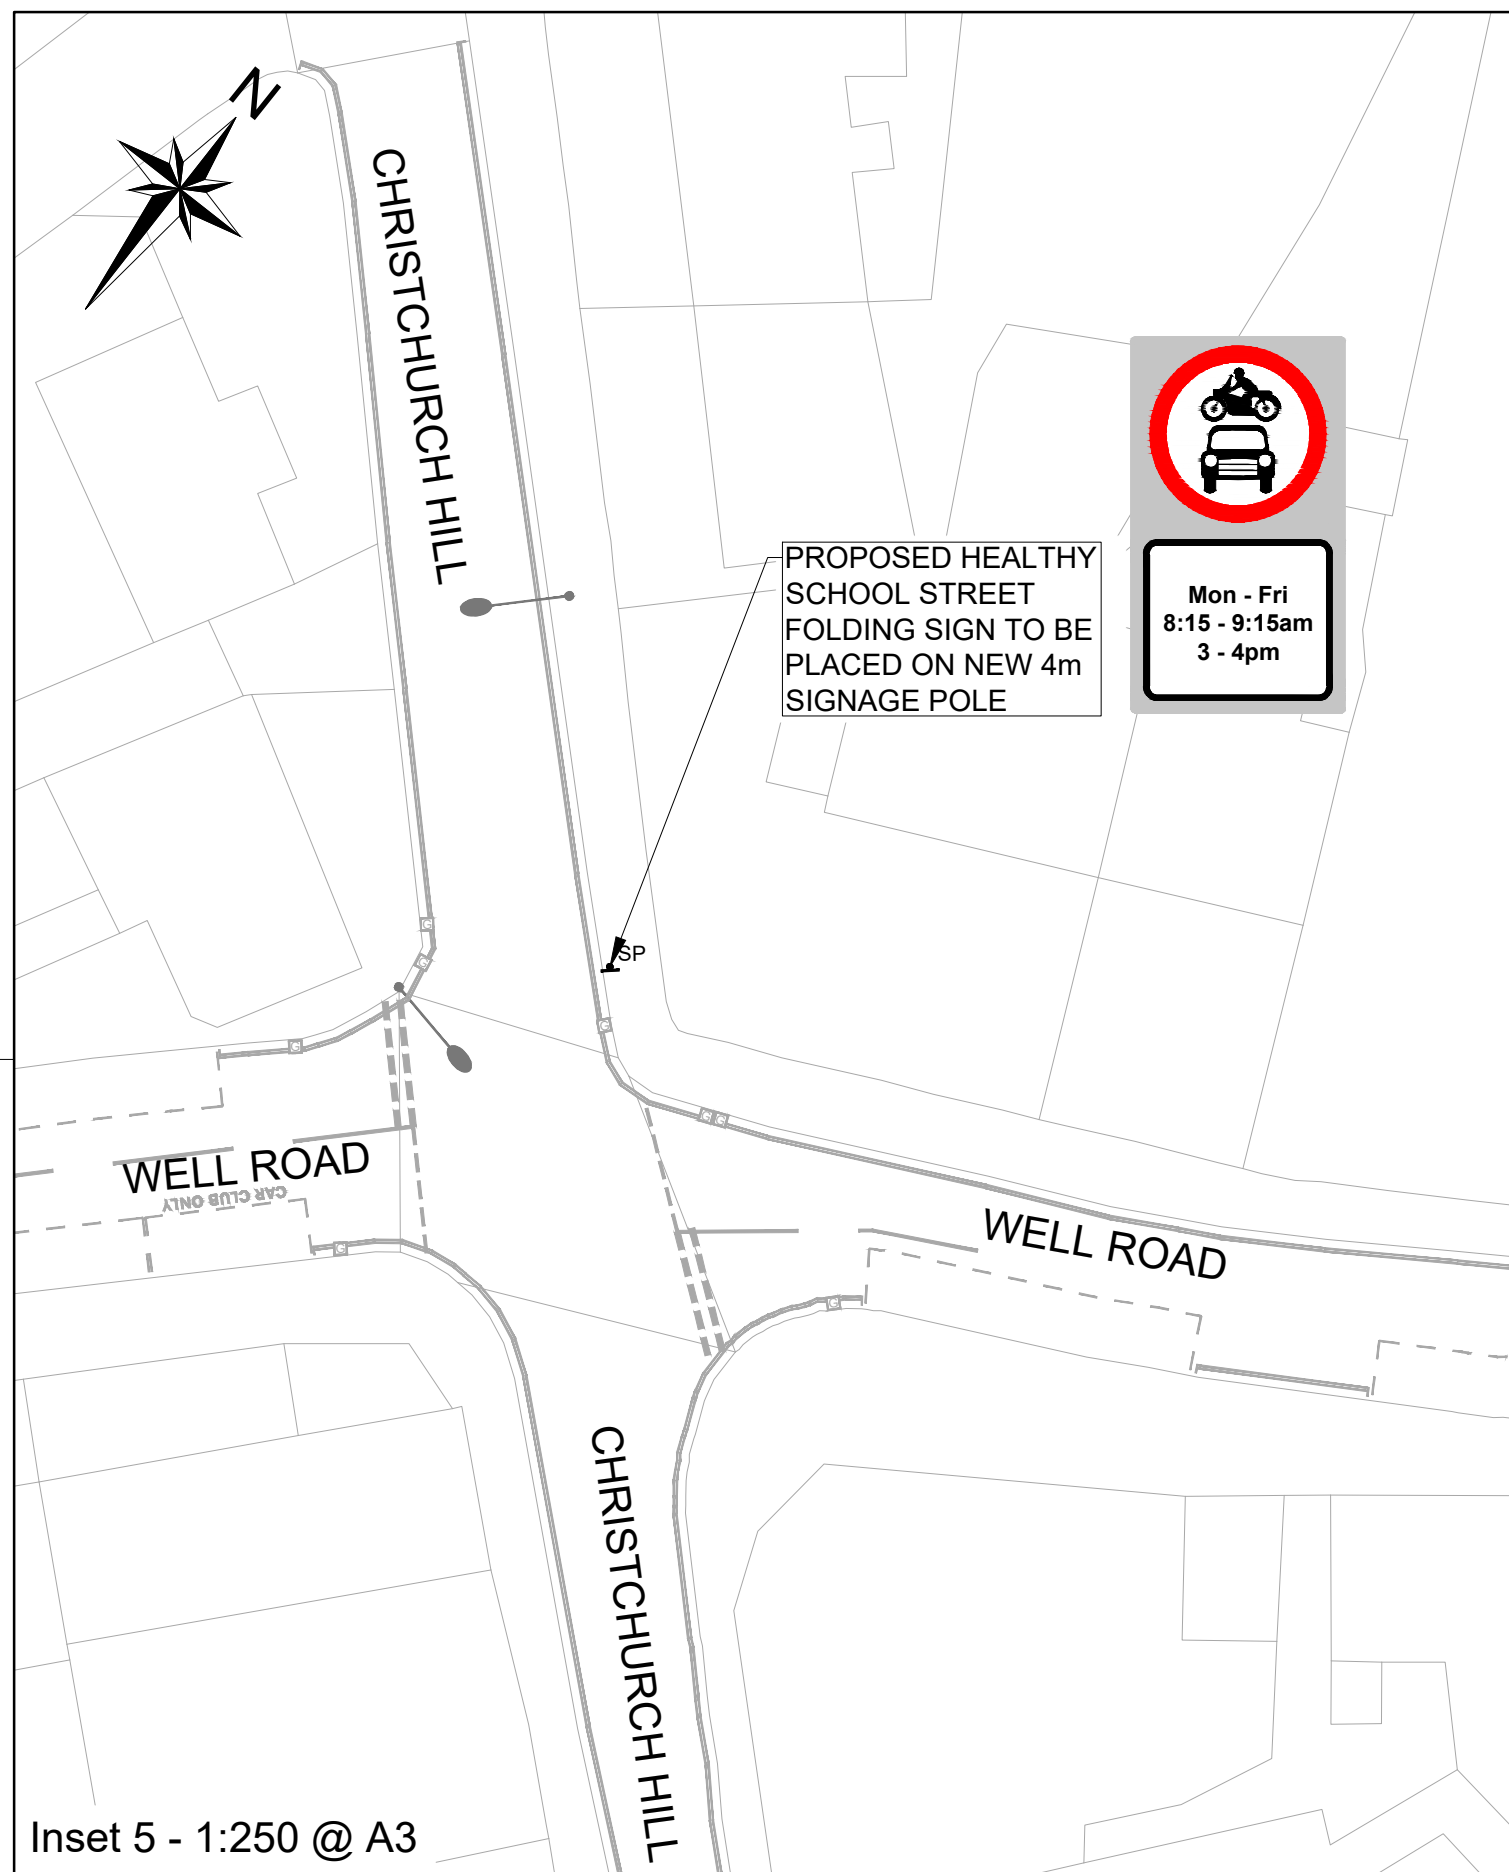 N
CHRISTCHURCH HILL
PROPOSED HEALTHY
SCHOOL STREET
FOLDING SIGN TO BE
PLACED ON NEW 4m
SIGNAGE POLE
Mon - Fri
8:15 - 9:15am
3 - 4pm
G
SP
G
G
G
G G
WELL ROAD
CAR CLUB ONLY
WELL ROAD
G
G
CHRISTCHURCH HILL
Inset 5 - 1:250 @ A3